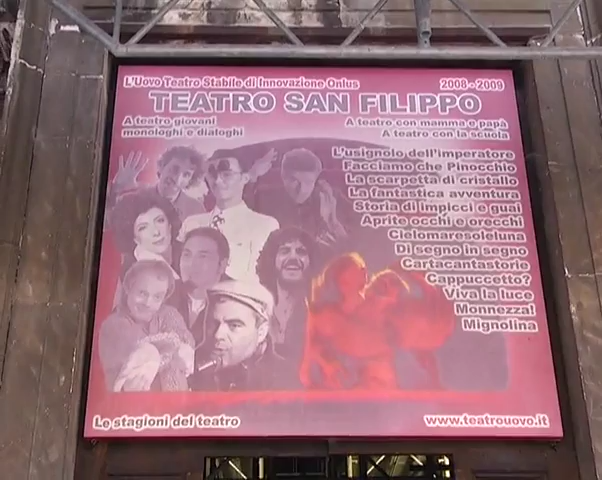 L'Uovo Teatro Stabile di Innovazione Onlus
2008 - 2009
TEATRO SAN FILIPPO
A teatro giovani
monologhi e dialoghi
A teatro con mamma e papà
A teatro con la scuola
L'usignolo dell'imperatore
Facciamo che Pinocchio
La scarpetta di cristallo
La fantastica avventura
Storia di impicci e gusi
Aprite occhi e orecchi
Cielomaresoleluna
Di segno in segno
Cartacantastorie
Cappuccetto?
Viva la luce
Monnezza!
Mignolina
Le stagioni del teatro
www.teatrouovo.it